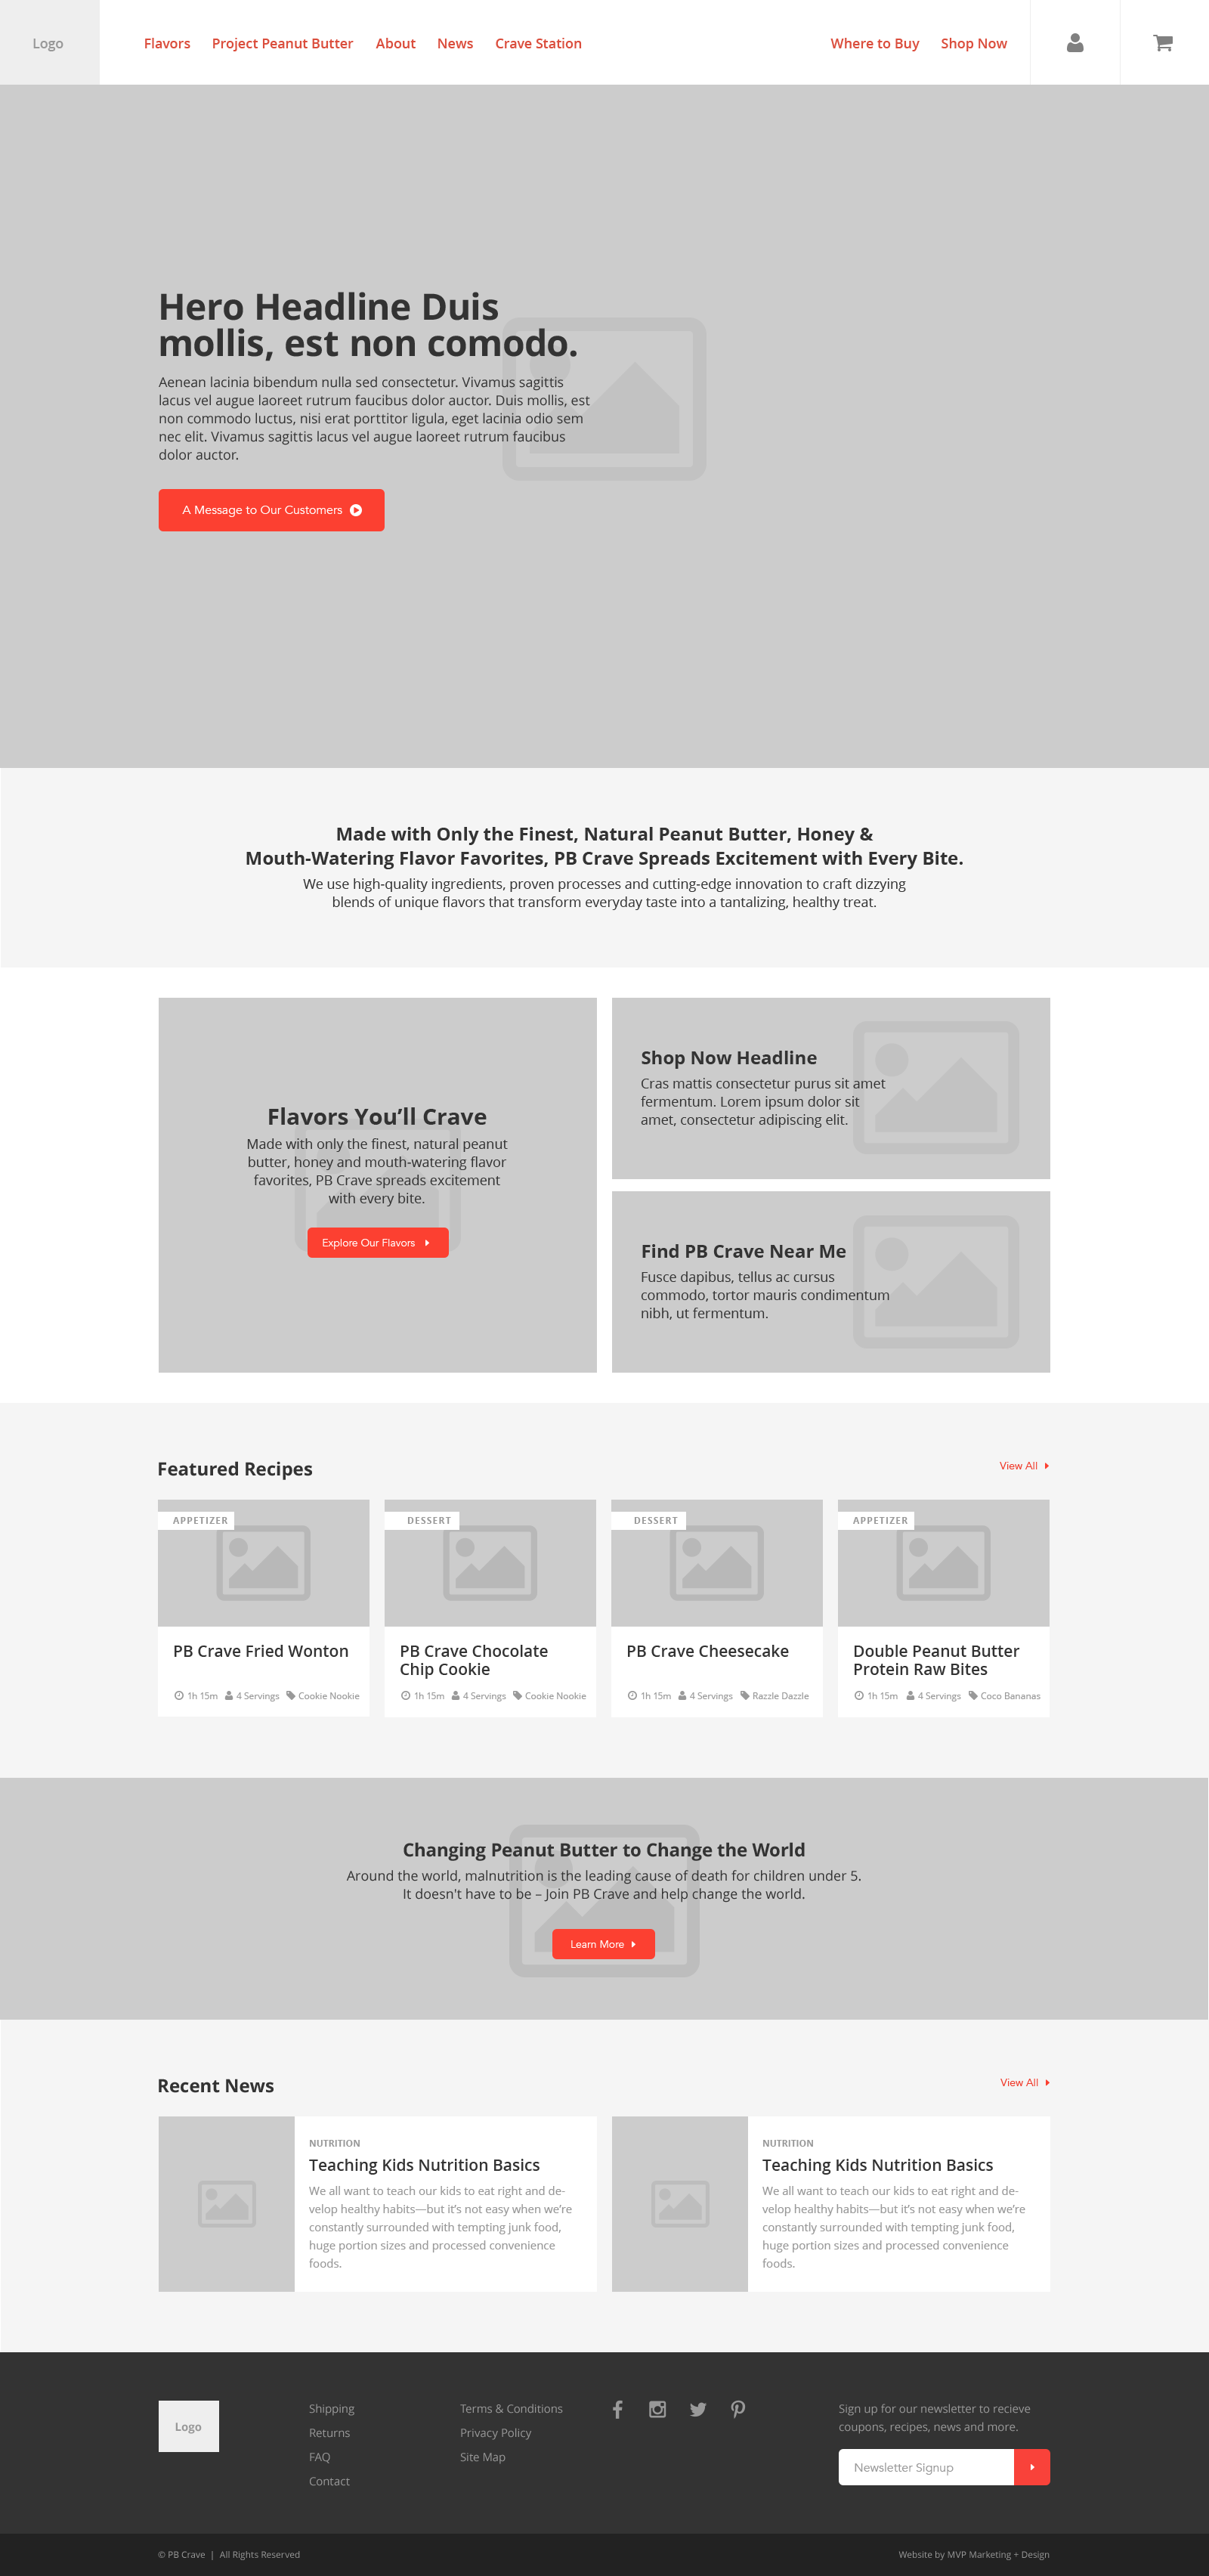 Logo
Flavors Project Peanut Butter About News Crave Station Where to Buy Shop Now
Hero Headline Duis
mollis, est non comodo.
Aenean lacinia bibendum nulla sed consectetur. Vivamus sagittis
lacus vel augue laoreet rutrum faucibus dolor auctor. Duis mollis, est
non commodo luctus, nisi erat porttitor ligula, eget lacinia odio sem
nec elit. Vivamus sagittis lacus vel augue laoreet rutrum faucibus
dolor auctor.
A Message to Our Customers
Made with Only the Finest, Natural Peanut Butter, Honey &
Mouth-Watering Flavor Favorites, PB Crave Spreads Excitement with Every Bite.
We use high-quality ingredients, proven processes and cutting-edge innovation to craft dizzying
blends of unique flavors that transform everyday taste into a tantalizing, healthy treat.
Flavors You’ll Crave
Made with only the finest, natural peanut
butter, honey and mouth-watering flavor
favorites, PB Crave spreads excitement
with every bite.
Explore Our Flavors
Shop Now Headline
Cras mattis consectetur purus sit amet
fermentum. Lorem ipsum dolor sit
amet, consectetur adipiscing elit.
Find PB Crave Near Me
Fusce dapibus, tellus ac cursus
commodo, tortor mauris condimentum
nibh, ut fermentum.
Featured Recipes
View All
APPETIZER
PB Crave Fried Wonton
1h 15m 4 Servings Cookie Nookie
DESSERT
PB Crave Chocolate
Chip Cookie
1h 15m 4 Servings Cookie Nookie
DESSERT
PB Crave Cheesecake
1h 15m 4 Servings Razzle Dazzle
APPETIZER
Double Peanut Butter
Protein Raw Bites
1h 15m 4 Servings Coco Bananas
Changing Peanut Butter to Change the World
Around the world, malnutrition is the leading cause of death for children under 5.
It doesn't have to be – Join PB Crave and help change the world.
Learn More
Recent News
View All
NUTRITION
Teaching Kids Nutrition Basics
We all want to teach our kids to eat right and de-
velop healthy habits—but it’s not easy when we’re
constantly surrounded with tempting junk food,
huge portion sizes and processed convenience
foods.
NUTRITION
Teaching Kids Nutrition Basics
We all want to teach our kids to eat right and de-
velop healthy habits—but it’s not easy when we’re
constantly surrounded with tempting junk food,
huge portion sizes and processed convenience
foods.
Logo
Shipping
Returns
FAQ
Contact
Terms & Conditions
Privacy Policy
Site Map
Sign up for our newsletter to recieve
coupons, recipes, news and more.
Newsletter Signup
© PB Crave | All Rights Reserved
Website by MVP Marketing + Design